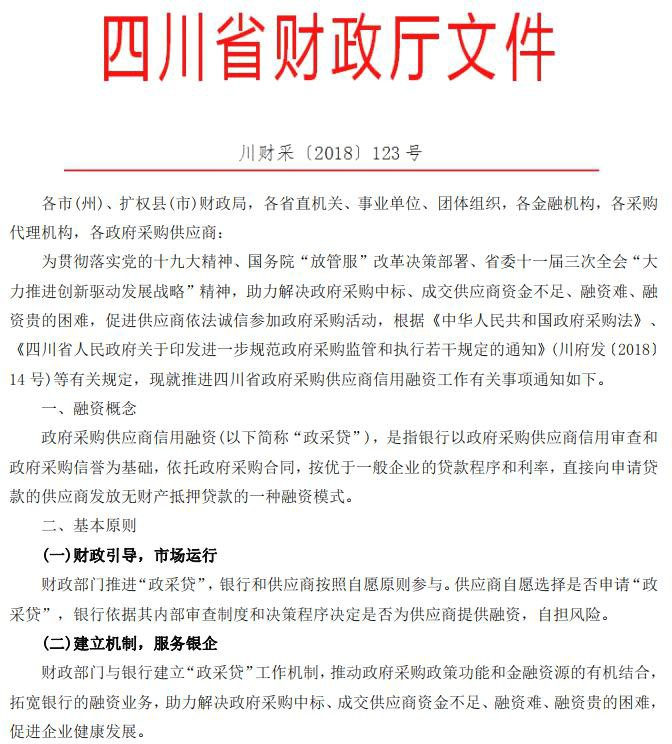 四川省财政厅文件
川财采〔2018〕123 号
各市(州)、扩权县(市)财政局，各省直机关、事业单位、团体组织，各金融机构，各采购
代理机构，各政府采购供应商：
为贯彻落实党的十九大精神、国务院“放管服”改革决策部署、省委十一届三次全会“大
力推进创新驱动发展战略”精神，助力解决政府采购中标、成交供应商资金不足、融资难、融
资贵的困难，促进供应商依法诚信参加政府采购活动，根据《中华人民共和国政府采购法》、
《四川省人民政府关于印发进一步规范政府采购监管和执行若干规定的通知》(川府发〔2018〕
14 号)等有关规定，现就推进四川省政府采购供应商信用融资工作有关事项通知如下。
一、融资概念
政府采购供应商信用融资(以下简称“政采贷”)，是指银行以政府采购供应商信用审查和
政府采购信誉为基础，依托政府采购合同，按优于一般企业的贷款程序和利率，直接向申请贷
款的供应商发放无财产抵押贷款的一种融资模式。
二、基本原则
(一)财政引导，市场运行
财政部门推进“政采贷”，银行和供应商按照自愿原则参与。供应商自愿选择是否申请“政
采贷”，银行依据其内部审查制度和决策程序决定是否为供应商提供融资，自担风险。
(二)建立机制，服务银企
财政部门与银行建立“政采贷”工作机制，推动政府采购政策功能和金融资源的有机结合，
拓宽银行的融资业务，助力解决政府采购中标、成交供应商资金不足、融资难、融资贵的困难，
促进企业健康发展。